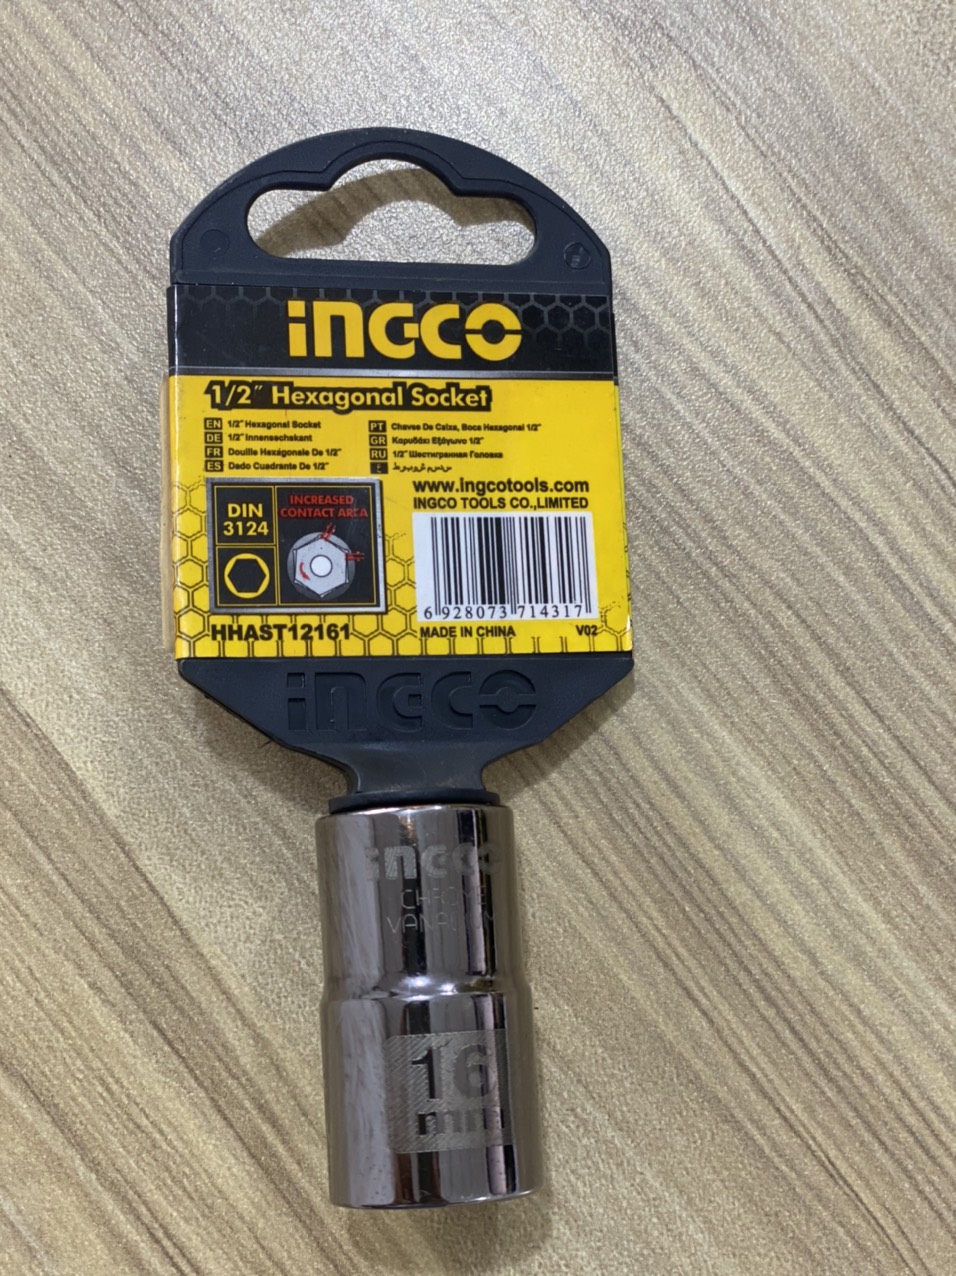 INGCO
1/2" Hexagonal Socket
EN 1/2" Hexagonal Socket
DE 1/2" Innensechskant
FR Douille Hexágonale De 1/2"
ES Dado Cuadrante De 1/2"
PT Chaves De Caixa, Boca Hexagonal 1/2"
GR Καρυδάκι Εξάγωνο 1/2"
RU 1/2" Шестигранная Головка
DIN
3124
INCREASED
CONTACT AREA
www.ingcotools.com
INGCO TOOLS CO.,LIMITED
6 928073 714317
HHAST12161
MADE IN CHINA
V02
INGCO
INGCO
CHROME
VANADIUM
16
mm